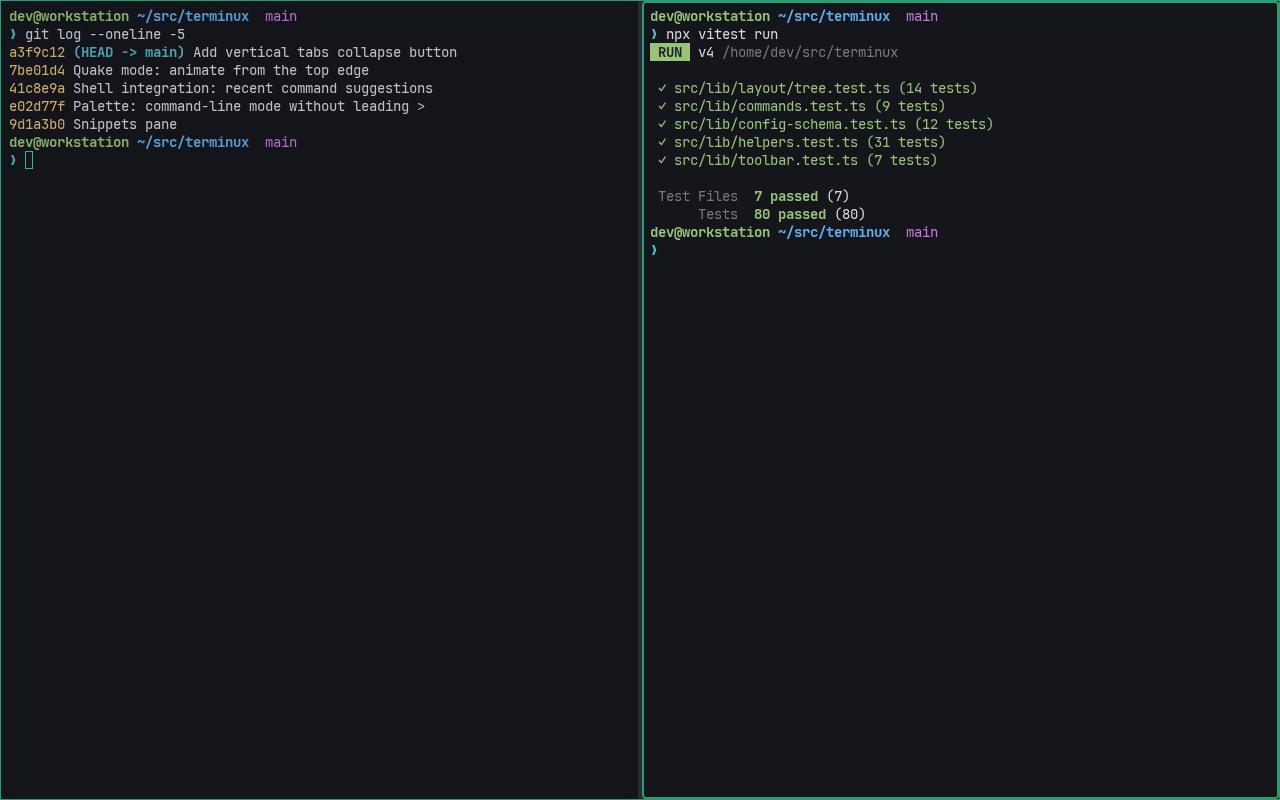 dev@workstation ~/src/terminux  main
❯ git log --oneline -5
a3f9c12 (HEAD -> main) Add vertical tabs collapse button
7be01d4 Quake mode: animate from the top edge
41c8e9a Shell integration: recent command suggestions
e02d77f Palette: command-line mode without leading >
9d1a3b0 Snippets pane
dev@workstation ~/src/terminux  main
❯
dev@workstation ~/src/terminux  main
❯ npx vitest run
RUN  v4 /home/dev/src/terminux
✓ src/lib/layout/tree.test.ts (14 tests)
✓ src/lib/commands.test.ts (9 tests)
✓ src/lib/config-schema.test.ts (12 tests)
✓ src/lib/helpers.test.ts (31 tests)
✓ src/lib/toolbar.test.ts (7 tests)
Test Files  7 passed (7)
Tests  80 passed (80)
dev@workstation ~/src/terminux  main
❯